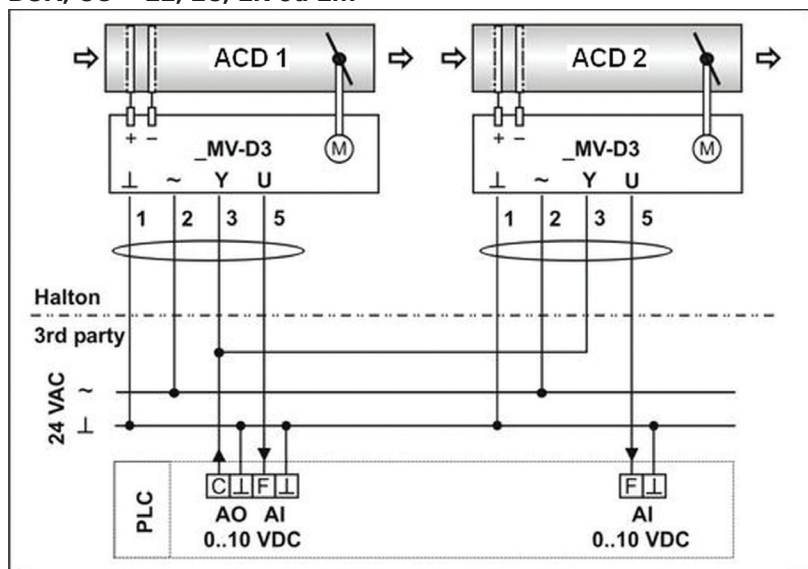 ACD 1 ACD 2
+ − + −
_MV-D3 M _MV-D3 M
⊥ ~ Y U ⊥ ~ Y U
1 2 3 5 1 2 3 5
Halton
3rd party
24 VAC ~
⊥
PLC
C ⊥ F ⊥ F ⊥
AO AI AI
0..10 VDC 0..10 VDC